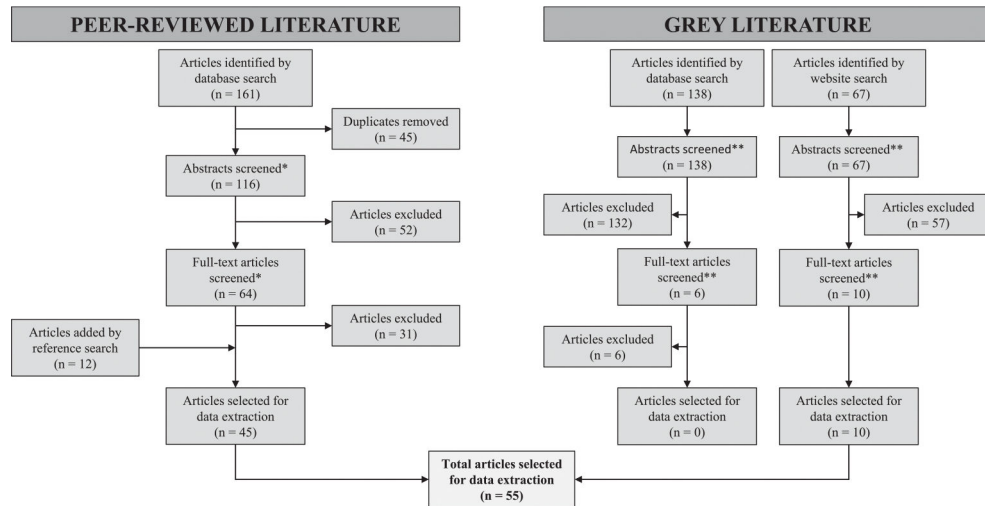 PEER-REVIEWED LITERATURE
Articles identified by
database search
(n = 161)
Duplicates removed
(n = 45)
Abstracts screened*
(n = 116)
Articles excluded
(n = 52)
Full-text articles
screened*
(n = 64)
Articles excluded
(n = 31)
Articles added by
reference search
(n = 12)
Articles selected for
data extraction
(n = 45)
GREY LITERATURE
Articles identified by
database search
(n = 138)
Articles identified by
website search
(n = 67)
Abstracts screened**
(n = 138)
Abstracts screened**
(n = 67)
Articles excluded
(n = 132)
Articles excluded
(n = 57)
Full-text articles
screened**
(n = 6)
Full-text articles
screened**
(n = 10)
Articles excluded
(n = 6)
Articles selected for
data extraction
(n = 0)
Articles selected for
data extraction
(n = 10)
Total articles selected
for data extraction
(n = 55)